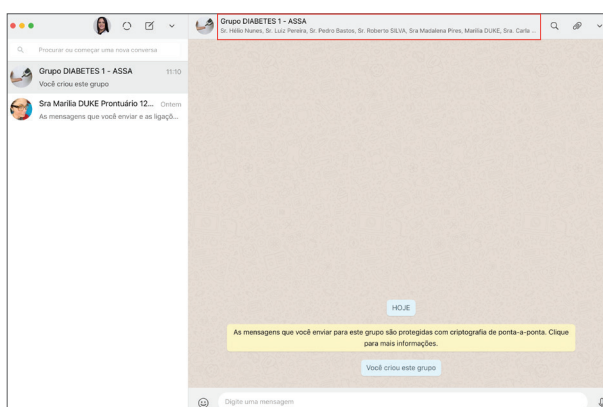 Grupo DIABETES 1 - ASSA
Sr. Hélio Nunes, Sr. Luiz Pereira, Sr. Pedro Bastos, Sr. Roberto SILVA, Sra Madalena Pires, Marilia DUKE, Sra. Carla ...
Procurar ou começar uma nova conversa
Grupo DIABETES 1 - ASSA 11:10
Você criou este grupo
Sra Marilia DUKE Prontuário 12... Ontem
As mensagens que você enviar e as ligaçõ...
HOJE
As mensagens que você enviar para este grupo são protegidas com criptografia de ponta-a-ponta. Clique
para mais informações.
Você criou este grupo
Digite uma mensagem